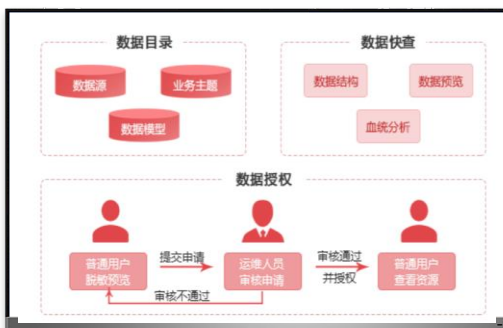 数据目录
数据源
业务主题
数据模型
数据快查
数据结构
数据预览
血统分析
数据授权
普通用户
脱敏预览
提交申请
运维人员
审核申请
审核通过
并授权
普通用户
查看资源
审核不通过